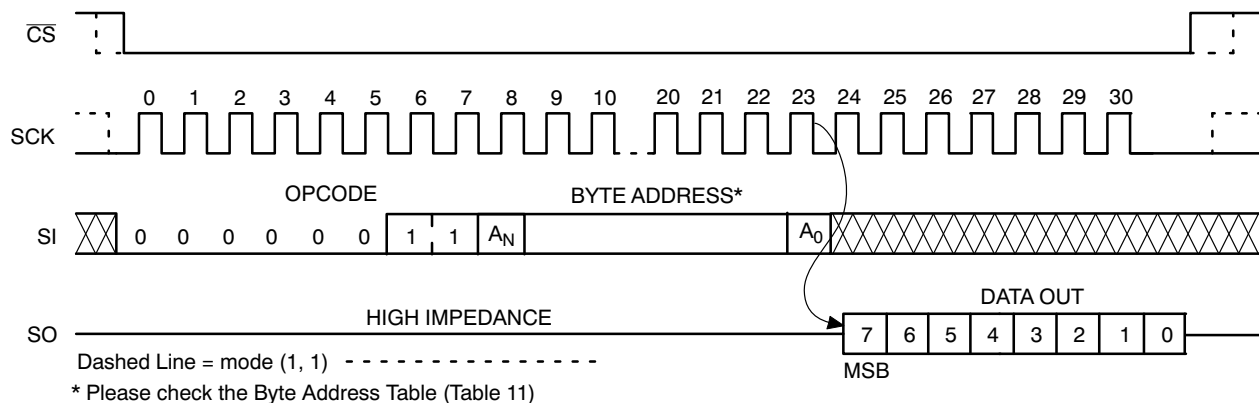 CS
0 1 2 3 4 5 6 7 8 9 10 20 21 22 23 24 25 26 27 28 29 30
SCK
OPCODE BYTE ADDRESS*
SI 0 0 0 0 0 0 1 1 AN A0
DATA OUT
HIGH IMPEDANCE
SO 7 6 5 4 3 2 1 0
Dashed Line = mode (1, 1) - - - - - - - - - - - - - - -
MSB
* Please check the Byte Address Table (Table 11)